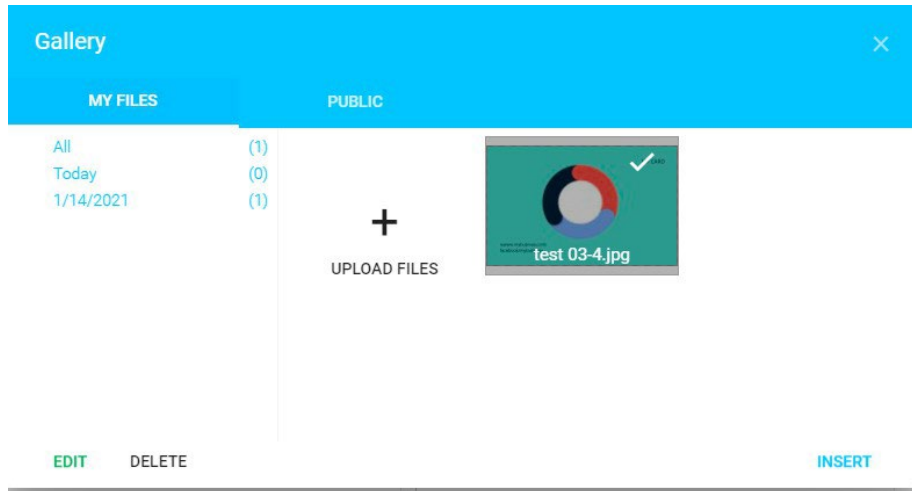 Gallery
×
MY FILES
PUBLIC
All (1)
Today (0)
1/14/2021 (1)
+
UPLOAD FILES
CARD
test 03-4.jpg
EDIT
DELETE
INSERT